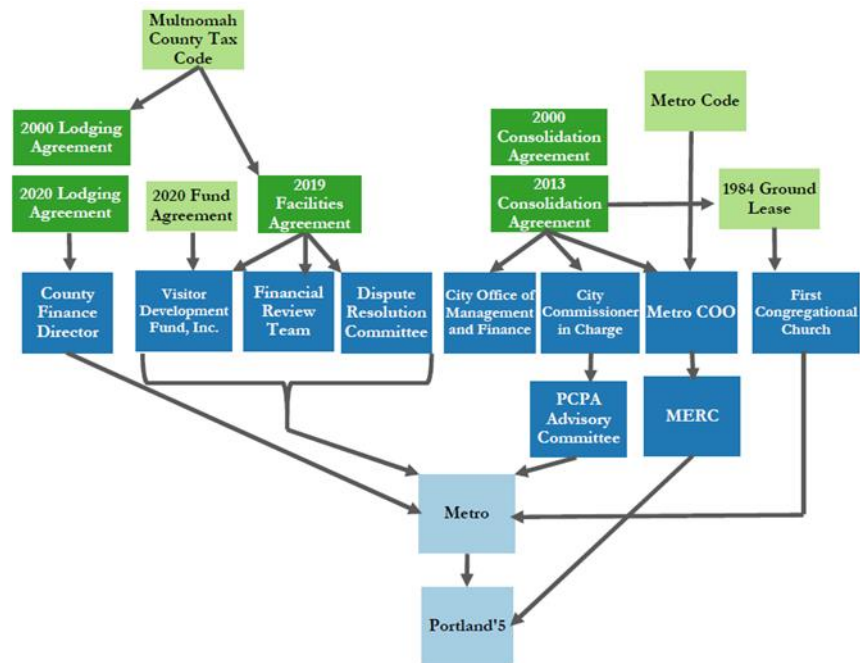 Multnomah
County Tax
Code
Metro Code
2000 Lodging
Agreement
2000
Consolidation
Agreement
2020 Lodging
Agreement
2020 Fund
Agreement
2019
Facilities
Agreement
2013
Consolidation
Agreement
1984 Ground
Lease
County
Finance
Director
Visitor
Development
Fund, Inc.
Financial
Review
Team
Dispute
Resolution
Committee
City Office of
Management
and Finance
City
Commissioner
in Charge
Metro COO
First
Congregational
Church
PCPA
Advisory
Committee
MERC
Metro
Portland'5